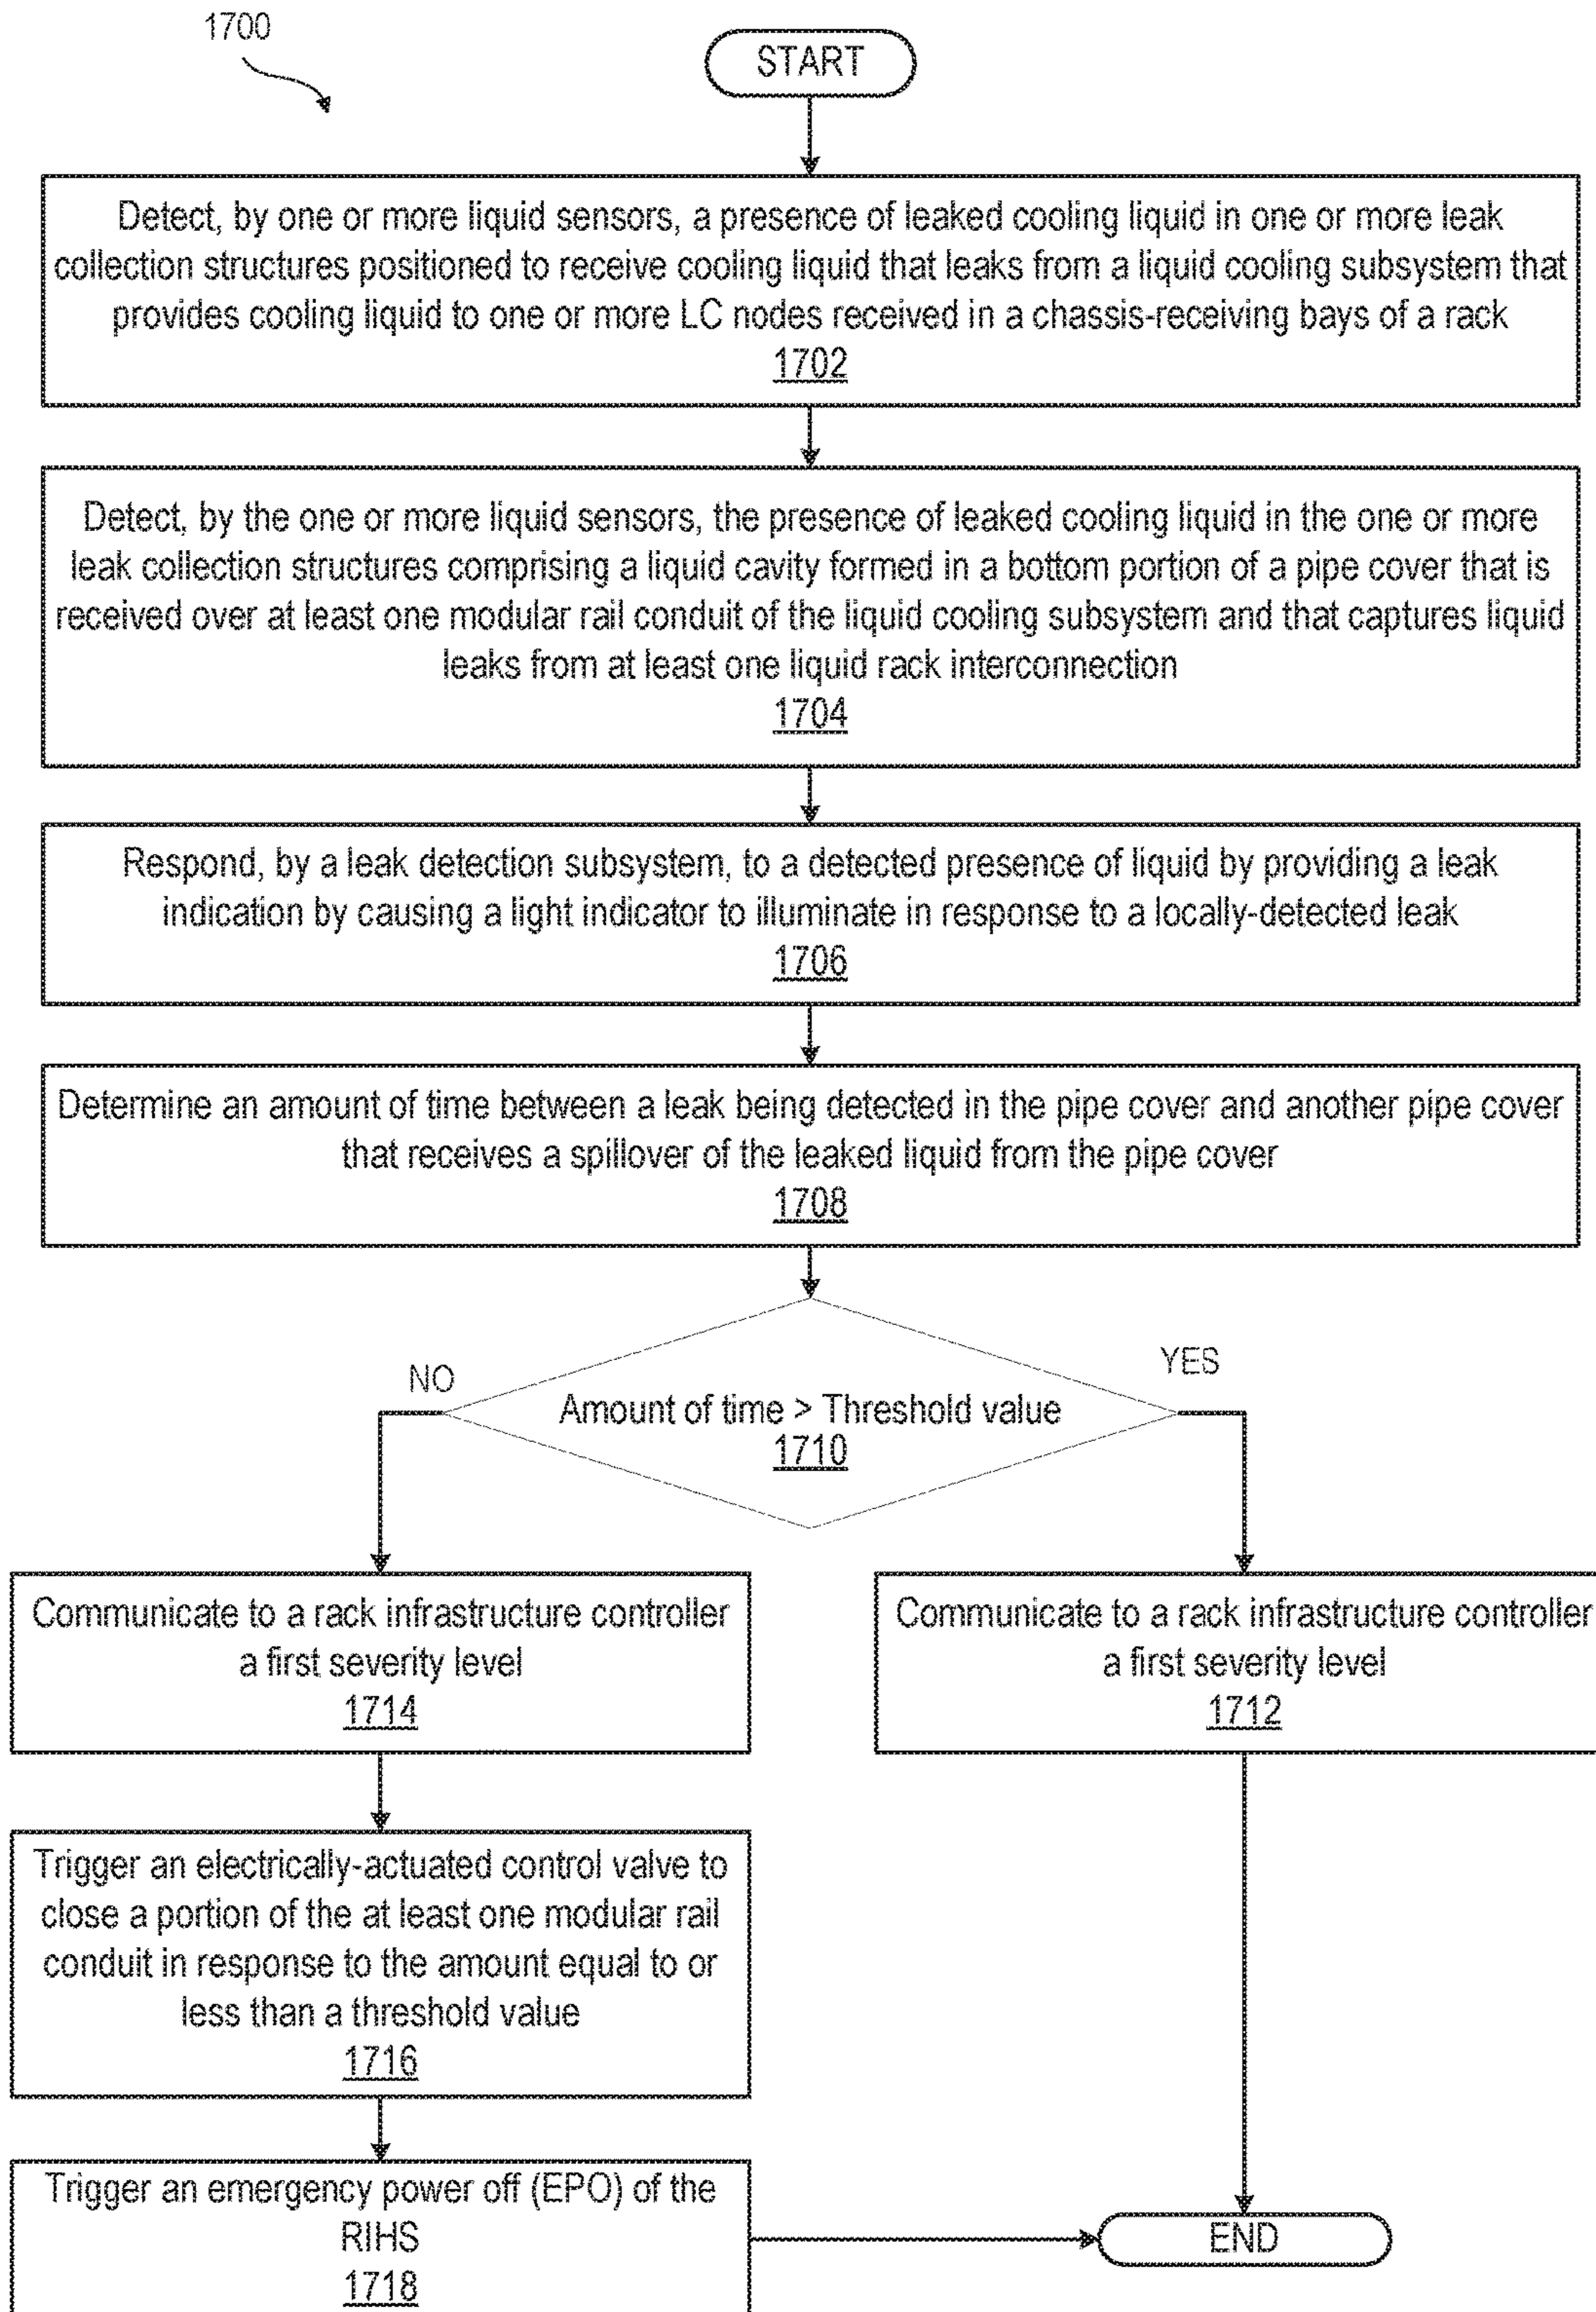 1700
START
Detect, by one or more liquid sensors, a presence of leaked cooling liquid in one or more leak
collection structures positioned to receive cooling liquid that leaks from a liquid cooling subsystem that
provides cooling liquid to one or more LC nodes received in a chassis-receiving bays of a rack
1702
Detect, by the one or more liquid sensors, the presence of leaked cooling liquid in the one or more
leak collection structures comprising a liquid cavity formed in a bottom portion of a pipe cover that is
received over at least one modular rail conduit of the liquid cooling subsystem and that captures liquid
leaks from at least one liquid rack interconnection
1704
Respond, by a leak detection subsystem, to a detected presence of liquid by providing a leak
indication by causing a light indicator to illuminate in response to a locally-detected leak
1706
Determine an amount of time between a leak being detected in the pipe cover and another pipe cover
that receives a spillover of the leaked liquid from the pipe cover
1708
NO
YES
Amount of time > Threshold value
1710
Communicate to a rack infrastructure controller
a first severity level
1714
Communicate to a rack infrastructure controller
a first severity level
1712
Trigger an electrically-actuated control valve to
close a portion of the at least one modular rail
conduit in response to the amount equal to or
less than a threshold value
1716
Trigger an emergency power off (EPO) of the
RIHS
1718
END